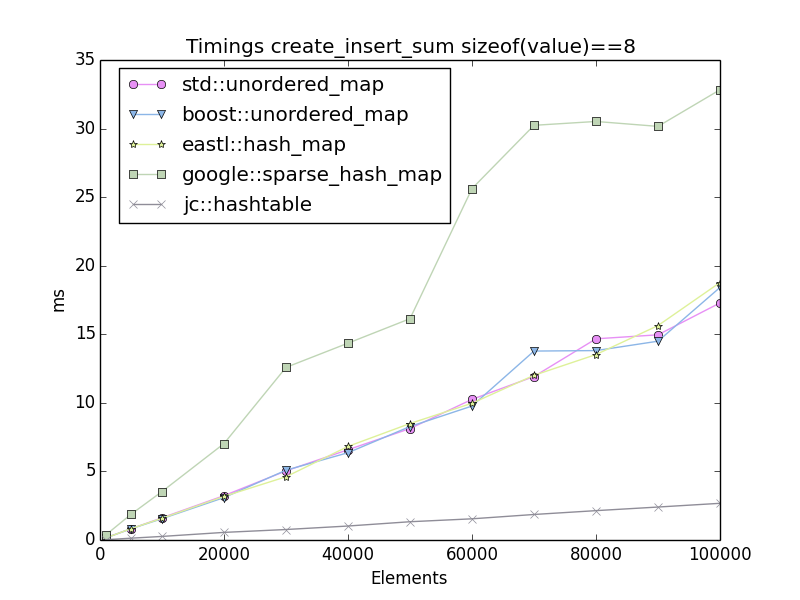 Timings create_insert_sum sizeof(value)==8
35
30
25
20
15
10
5
0
ms
std::unordered_map
boost::unordered_map
eastl::hash_map
google::sparse_hash_map
jc::hashtable
0 20000 40000 60000 80000 100000
Elements